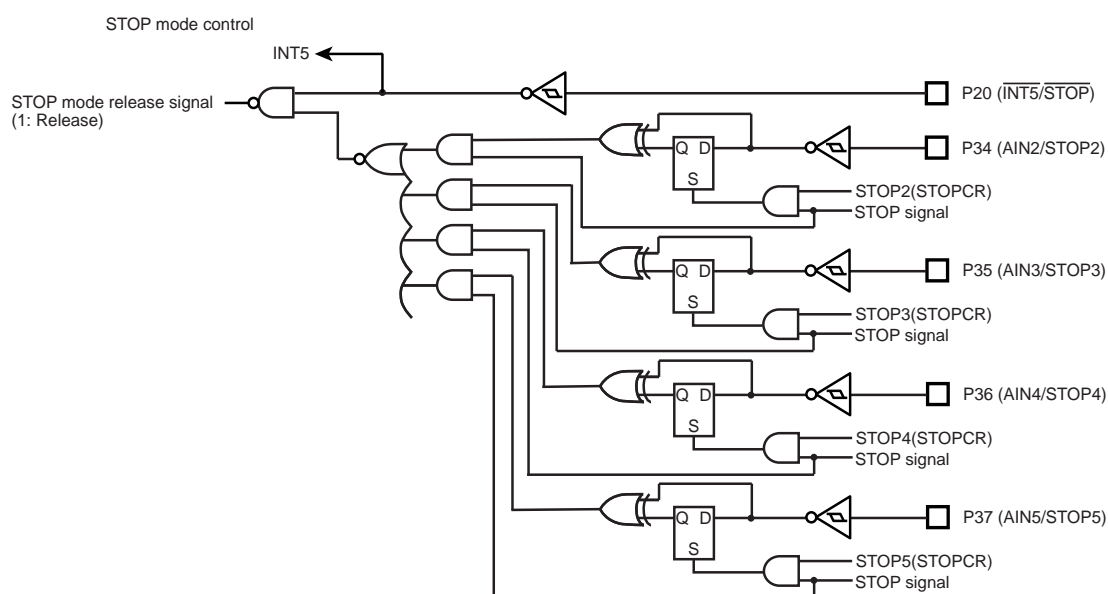 STOP mode control
INT5
STOP mode release signal
(1: Release)
P20 (INT5/STOP)
P34 (AIN2/STOP2)
Q D
S
STOP2(STOPCR)
STOP signal
P35 (AIN3/STOP3)
Q D
S
STOP3(STOPCR)
STOP signal
P36 (AIN4/STOP4)
Q D
S
STOP4(STOPCR)
STOP signal
P37 (AIN5/STOP5)
Q D
S
STOP5(STOPCR)
STOP signal